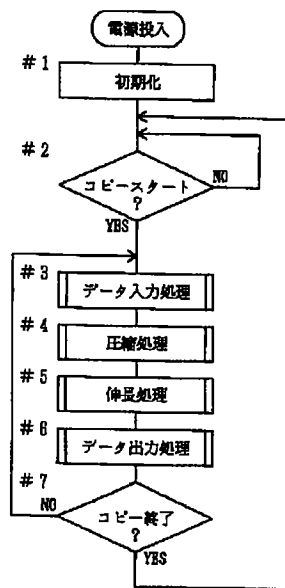 電源投入
#1
初期化
#2
コピースタート
?
NO
YES
#3
データ入力処理
#4
圧縮処理
#5
伸長処理
#6
データ出力処理
#7
NO
コピー終了
?
YES